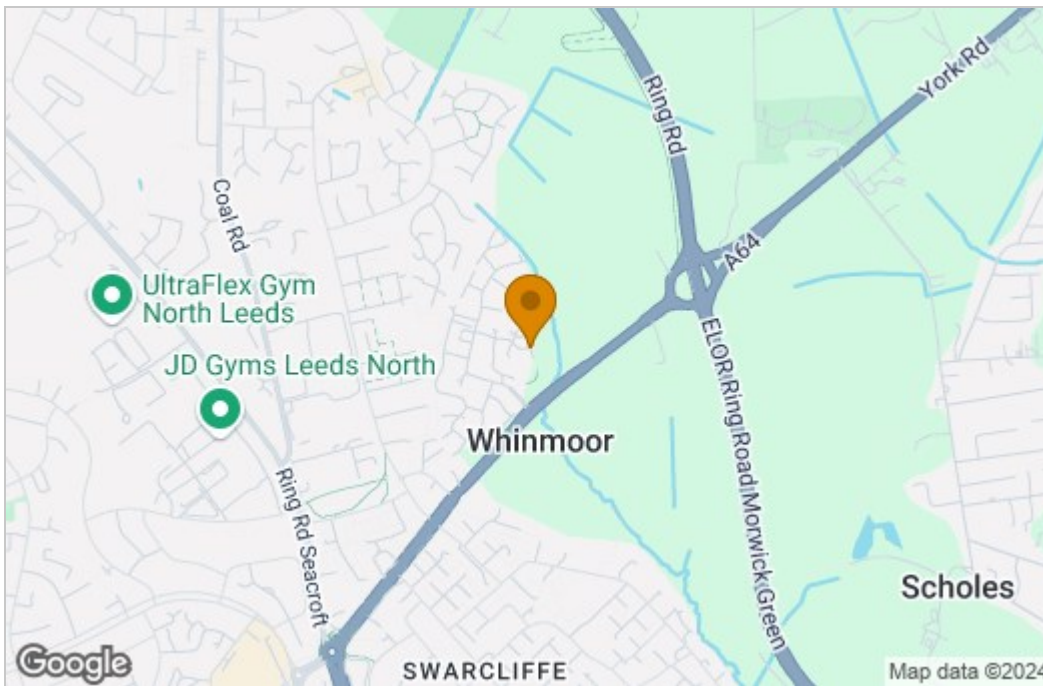 Ring Rd
York Rd
Coal Rd
A64
UltraFlex Gym
North Leeds
JD Gyms Leeds North
ELOR Ring Road Morwick Green
Whinmoor
Ring Rd Seacroft
Scholes
SWARCLIFFE
Google
Map data ©2024